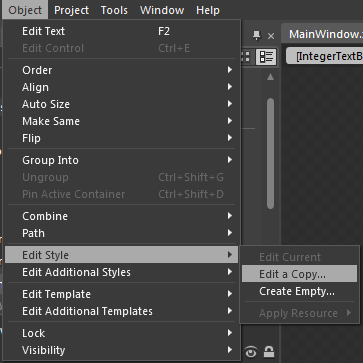 Object Project Tools Window Help
Edit Text F2
Edit Control Ctrl+E
MainWindow.
[IntegerTextB
Order
Align
Auto Size
Make Same
Flip
Group Into
Ungroup Ctrl+Shift+G
Pin Active Container Ctrl+Shift+D
Combine
Path
Edit Style
Edit Current
Edit Additional Styles
Edit a Copy...
Edit Template
Create Empty...
Edit Additional Templates
Apply Resource
Lock
Visibility